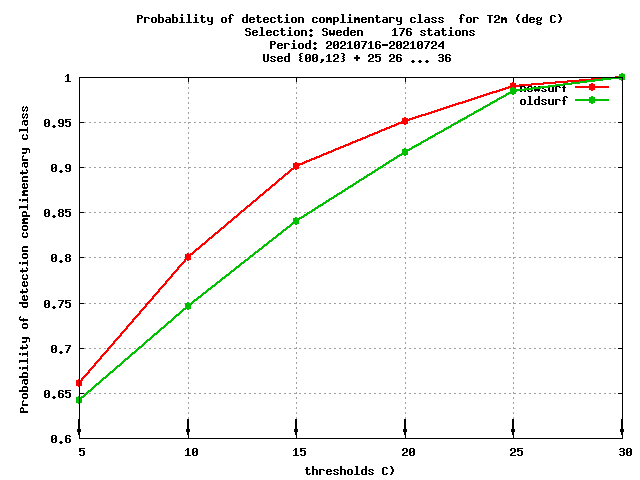 Probability of detection complimentary class  for T2m (deg C)
Selection: Sweden    176 stations
Period: 20210716-20210724
Used {00,12} + 25 26 ... 36
Probability of detection complimentary class
1
0.95
0.9
0.85
0.8
0.75
0.7
0.65
0.6
newsurf
oldsurf
5 10 15 20 25 30
thresholds C)